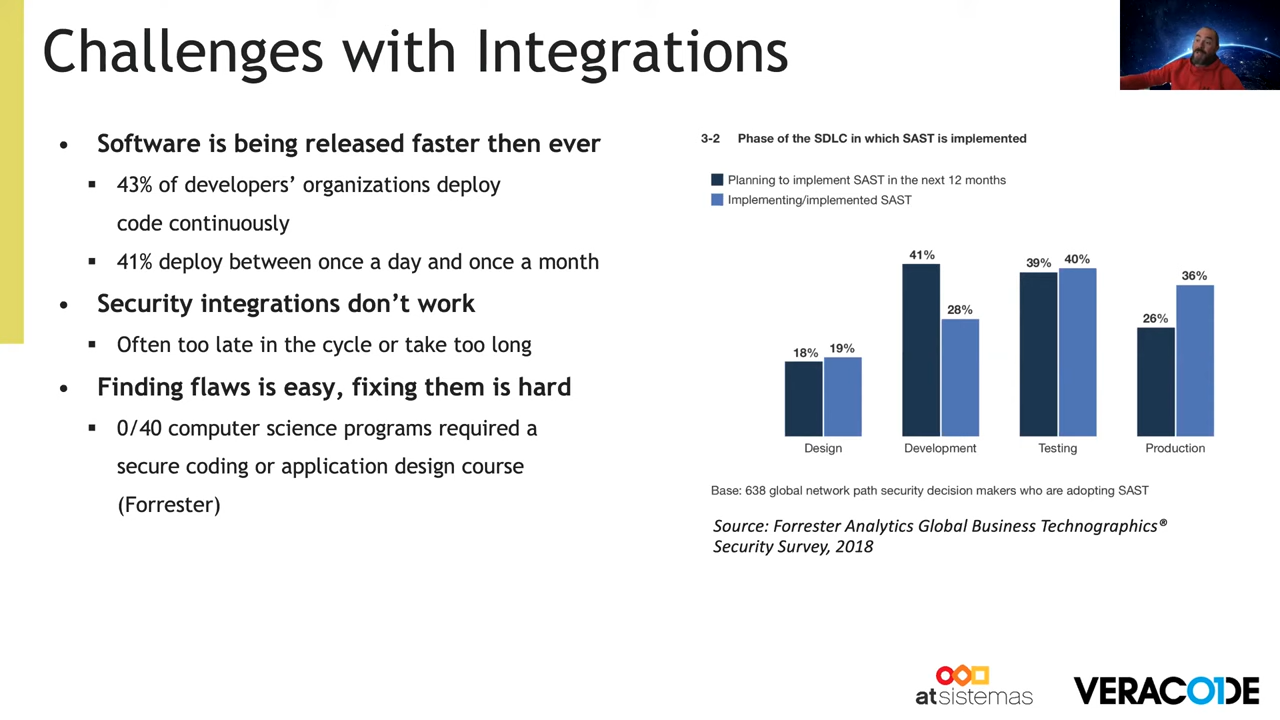 Challenges with Integrations
• Software is being released faster then ever
▪ 43% of developers’ organizations deploy
code continuously
▪ 41% deploy between once a day and once a month
• Security integrations don’t work
▪ Often too late in the cycle or take too long
• Finding flaws is easy, fixing them is hard
▪ 0/40 computer science programs required a
secure coding or application design course
(Forrester)
3-2 Phase of the SDLC in which SAST is implemented
Planning to implement SAST in the next 12 months
Implementing/implemented SAST
18% 19% 41% 28% 39% 40% 26% 36%
Design Development Testing Production
Base: 638 global network path security decision makers who are adopting SAST
Source: Forrester Analytics Global Business Technographics®
Security Survey, 2018
atsistemas
VERACODE